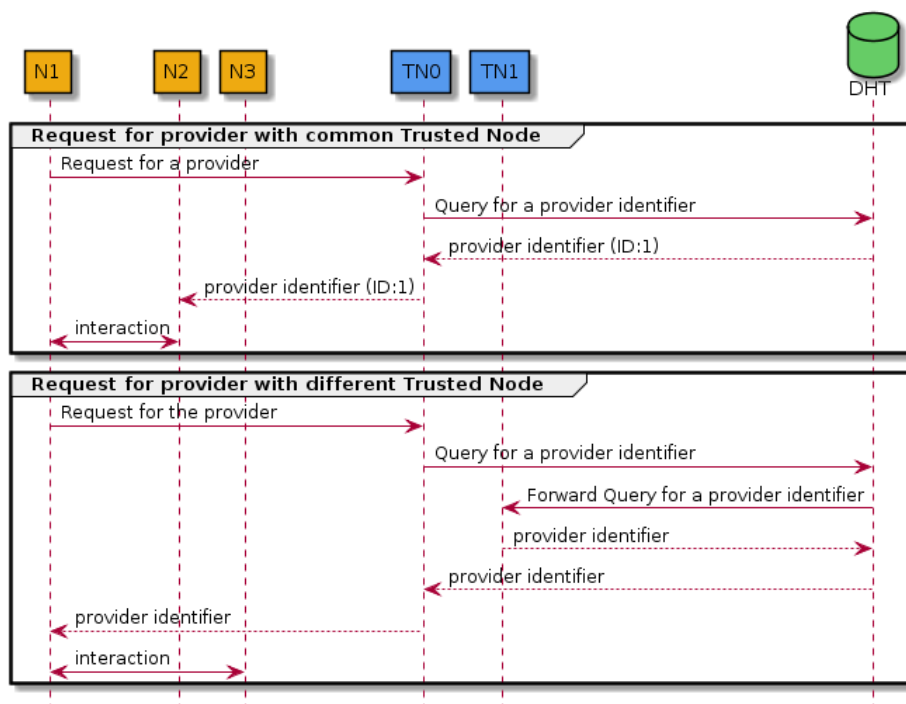 N1 N2 N3 TN0 TN1
DHT
Request for provider with common Trusted Node
Request for a provider
Query for a provider identifier
provider identifier (ID:1)
provider identifier (ID:1)
interaction
Request for provider with different Trusted Node
Request for the provider
Query for a provider identifier
Forward Query for a provider identifier
provider identifier
provider identifier
provider identifier
interaction